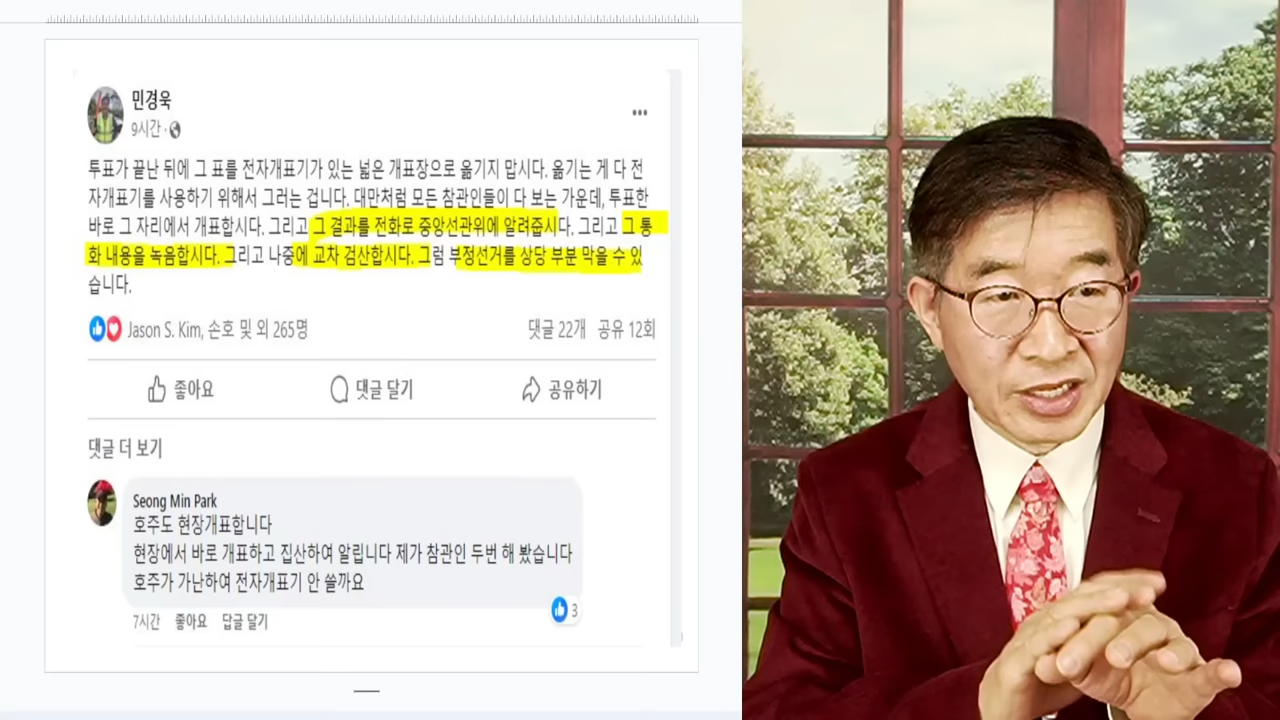 민경욱
9시간 ·
투표가 끝난 뒤에 그 표를 전자개표기가 있는 넓은 개표장으로 옮기지 맙시다. 옮기는 게 다 전
자개표기를 사용하기 위해서 그러는 겁니다. 대만처럼 모든 참관인들이 다 보는 가운데, 투표한
바로 그 자리에서 개표합시다. 그리고 그 결과를 전화로 중앙선관위에 알려줍시다. 그리고 그 통
화 내용을 녹음합시다. 그리고 나중에 교차 검산합시다. 그럼 부정선거를 상당 부분 막을 수 있
습니다.
Jason S. Kim, 손호 및 외 265명
댓글 22개 공유 12회
좋아요 댓글 달기 공유하기
댓글 더 보기
Seong Min Park
호주도 현장개표합니다
현장에서 바로 개표하고 집산하여 알립니다 제가 참관인 두번 해 봤습니다
호주가 가난하여 전자개표기 안 쓸까요
7시간 좋아요 답글 달기
3